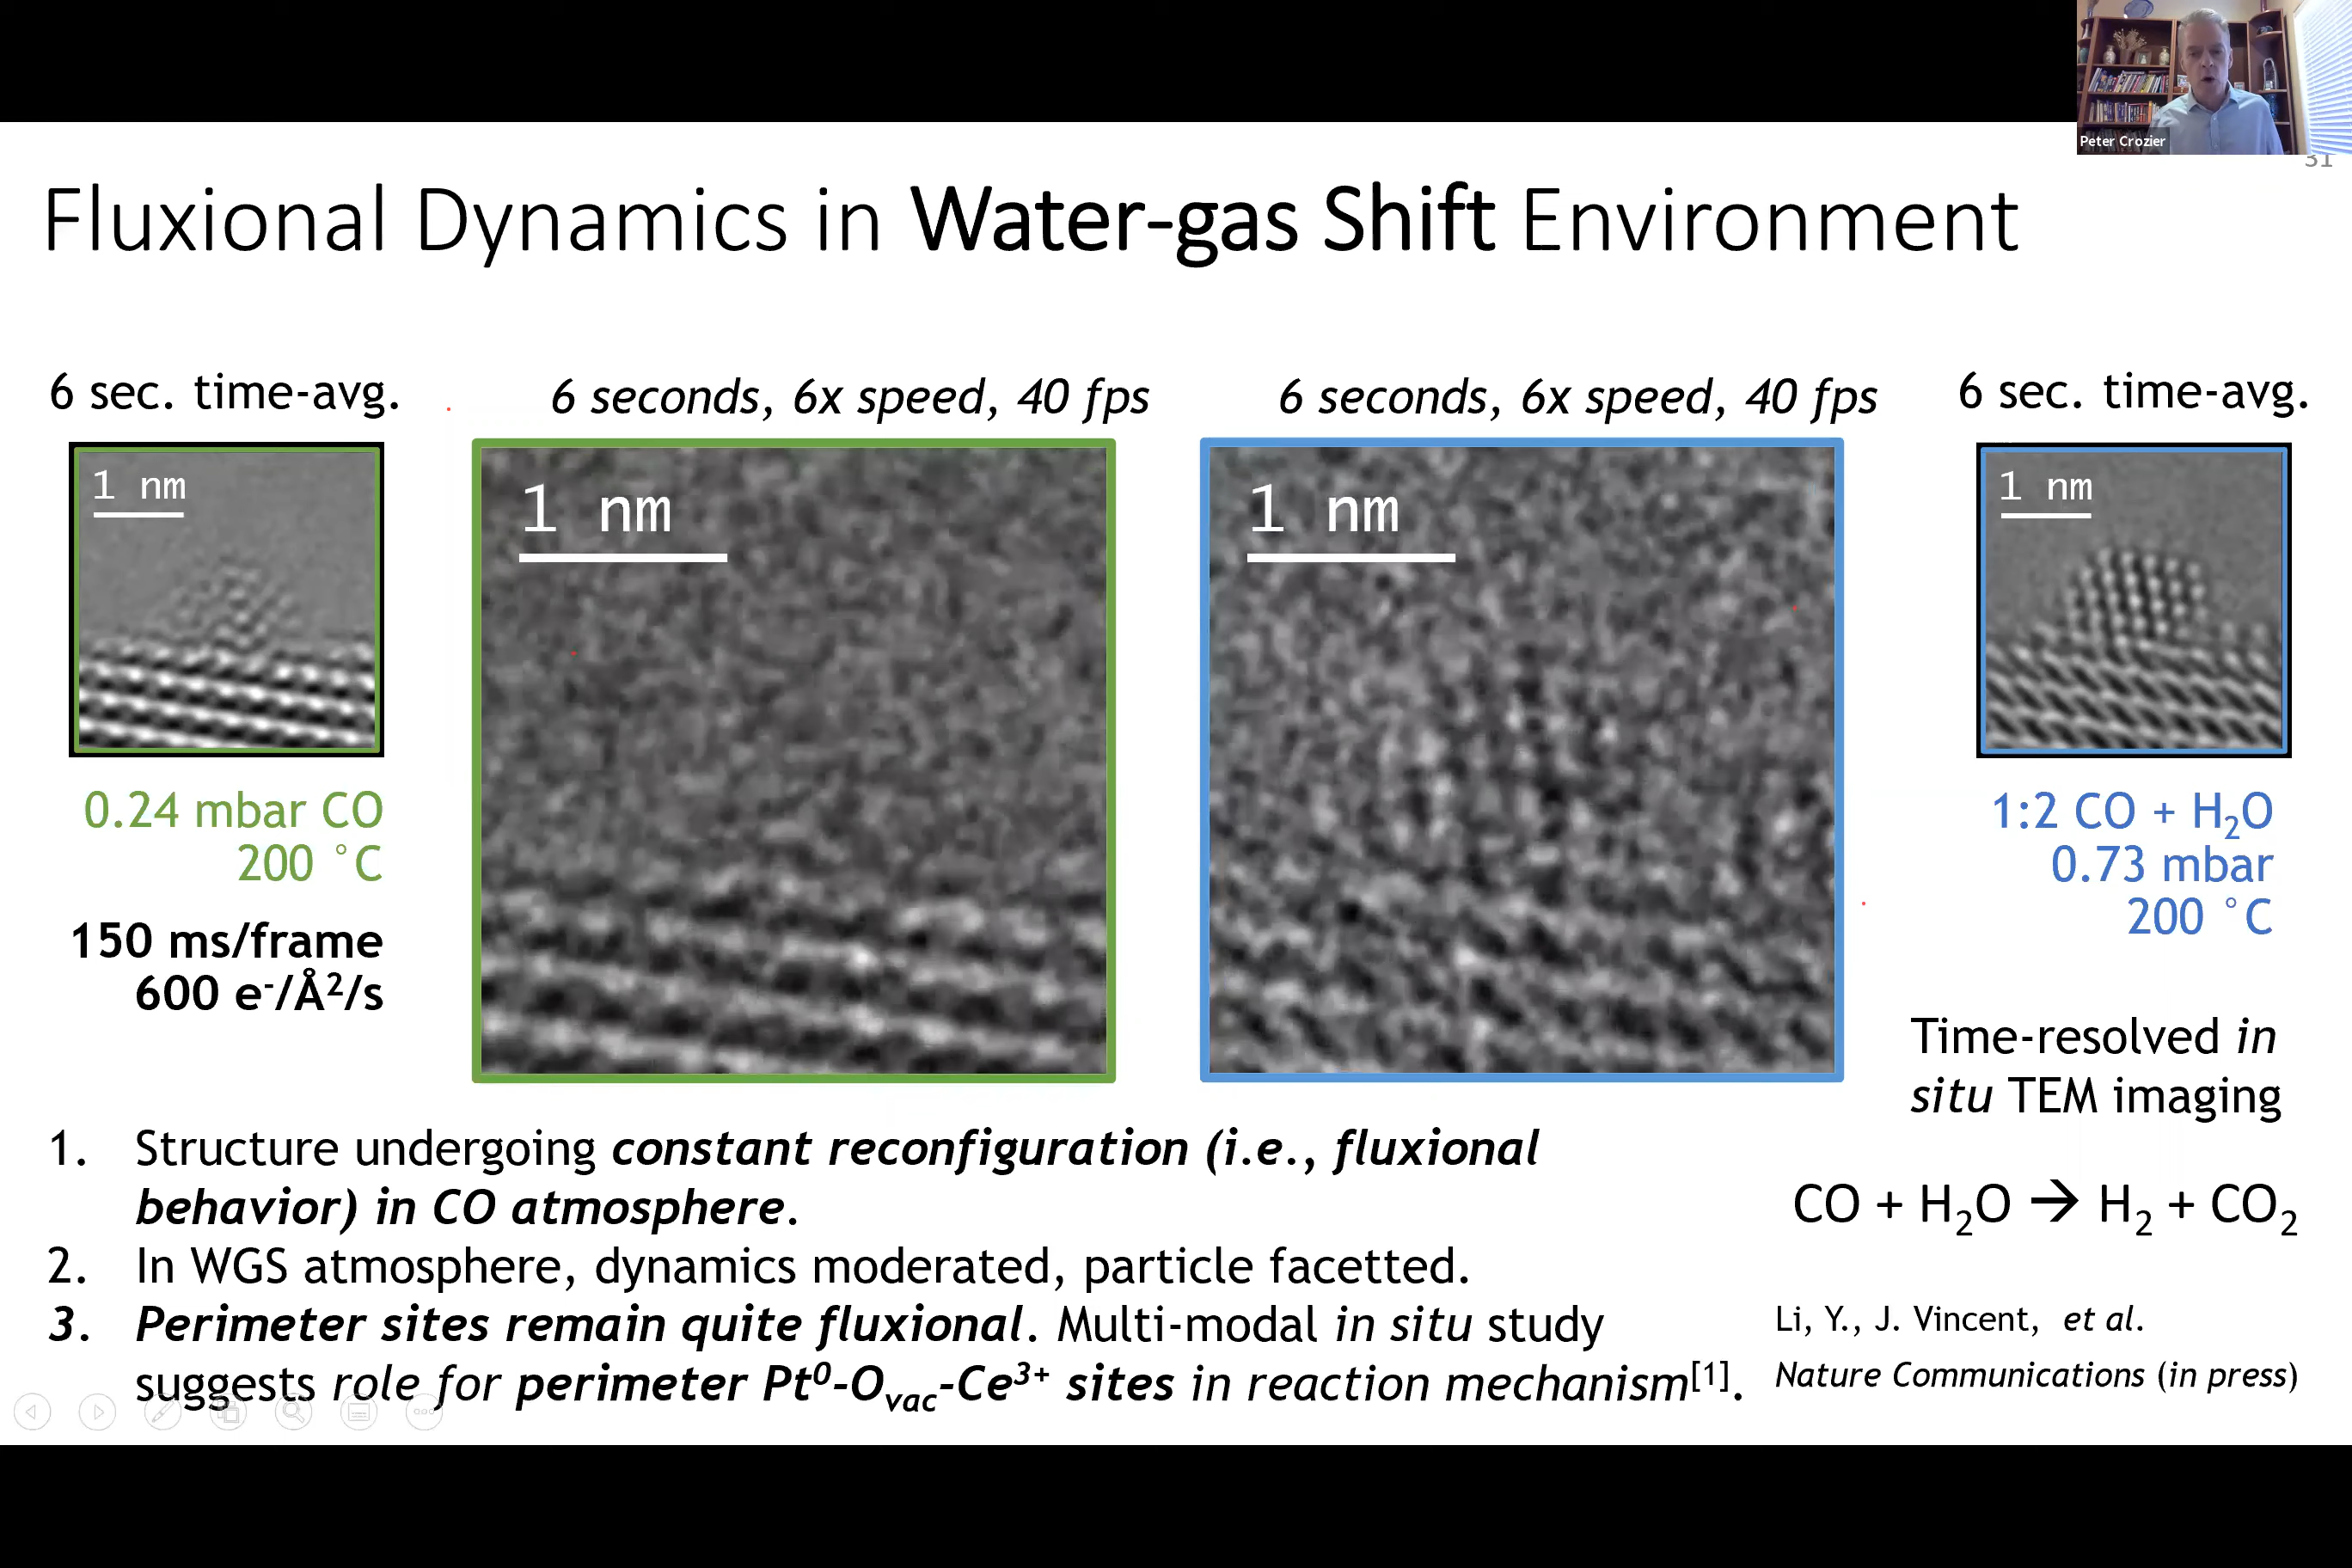 Peter Crozier
31
Fluxional Dynamics in Water-gas Shift Environment
6 sec. time-avg.
6 seconds, 6x speed, 40 fps
6 seconds, 6x speed, 40 fps
6 sec. time-avg.
1 nm
1 nm
1 nm
1 nm
0.24 mbar CO
200 °C
150 ms/frame
600 e⁻/Å²/s
1:2 CO + H₂O
0.73 mbar
200 °C
Time-resolved in
situ TEM imaging
CO + H₂O → H₂ + CO₂
1. Structure undergoing constant reconfiguration (i.e., fluxional
behavior) in CO atmosphere.
2. In WGS atmosphere, dynamics moderated, particle facetted.
3. Perimeter sites remain quite fluxional. Multi-modal in situ study
suggests role for perimeter Pt⁰-Oᵥₐc-Ce³⁺ sites in reaction mechanism[1].
Li, Y., J. Vincent, et al.
Nature Communications (in press)